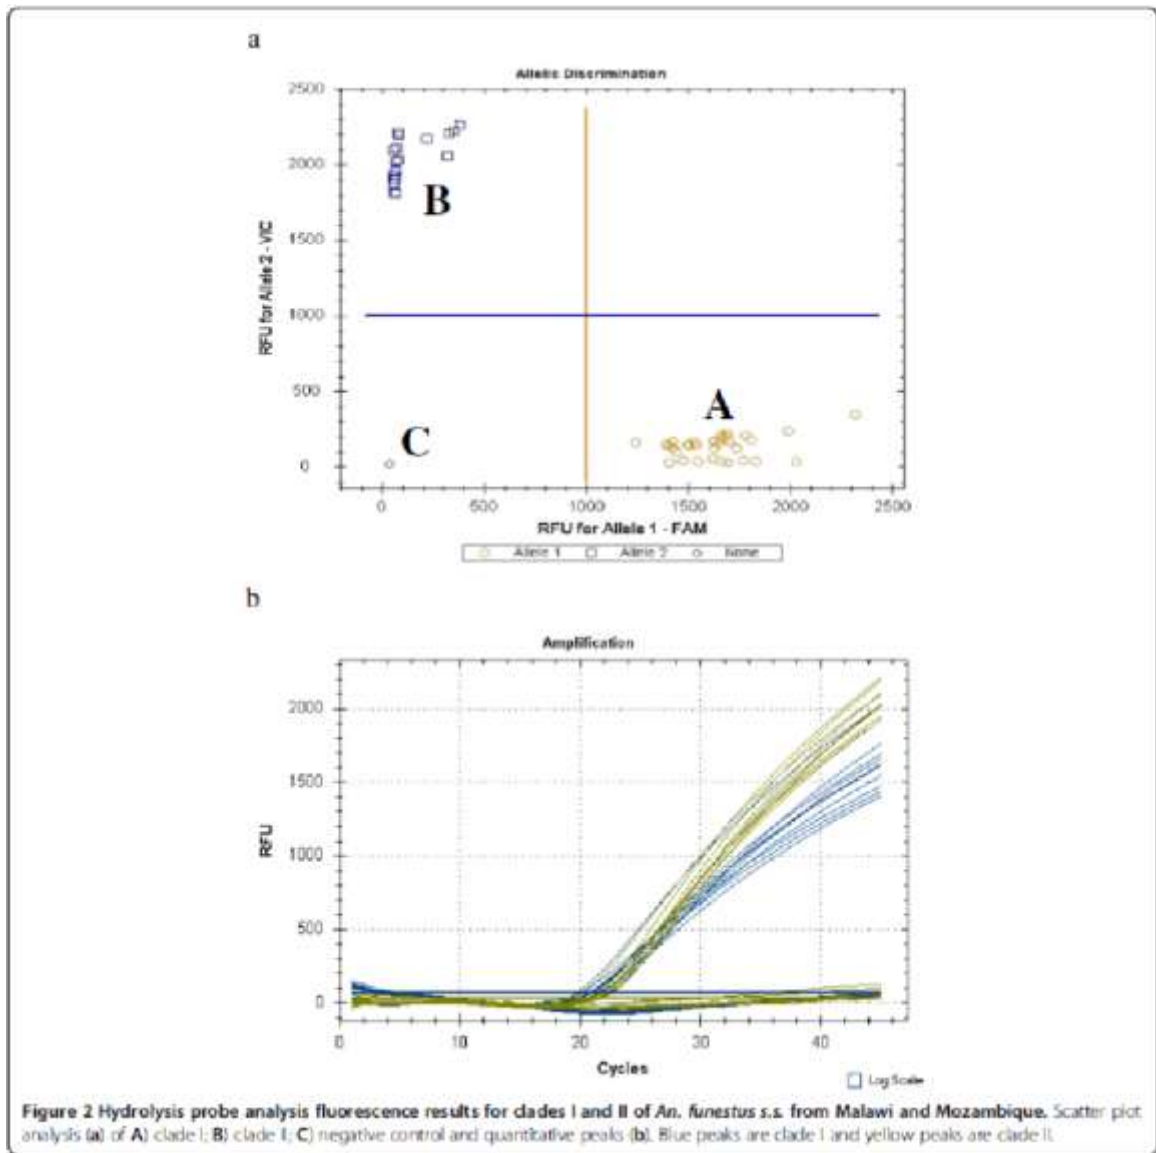 a
Allelic Discrimination
2500
2000
1500
1000
500
0
RFU for Allele 2 - VIC
B
A
C
0 500 1000 1500 2000 2500
RFU for Allele 1 - FAM
Allele 1 Allele 2 None
b
Amplification
2000
1500
1000
500
0
RFU
0 10 20 30 40
Cycles
Log Scale
Figure 2 Hydrolysis probe analysis fluorescence results for clades I and II of An. funestus s.s. from Malawi and Mozambique. Scatter plot
analysis (a) of A) clade I; B) clade II; C) negative control and quantitative peaks (b). Blue peaks are clade I and yellow peaks are clade II.